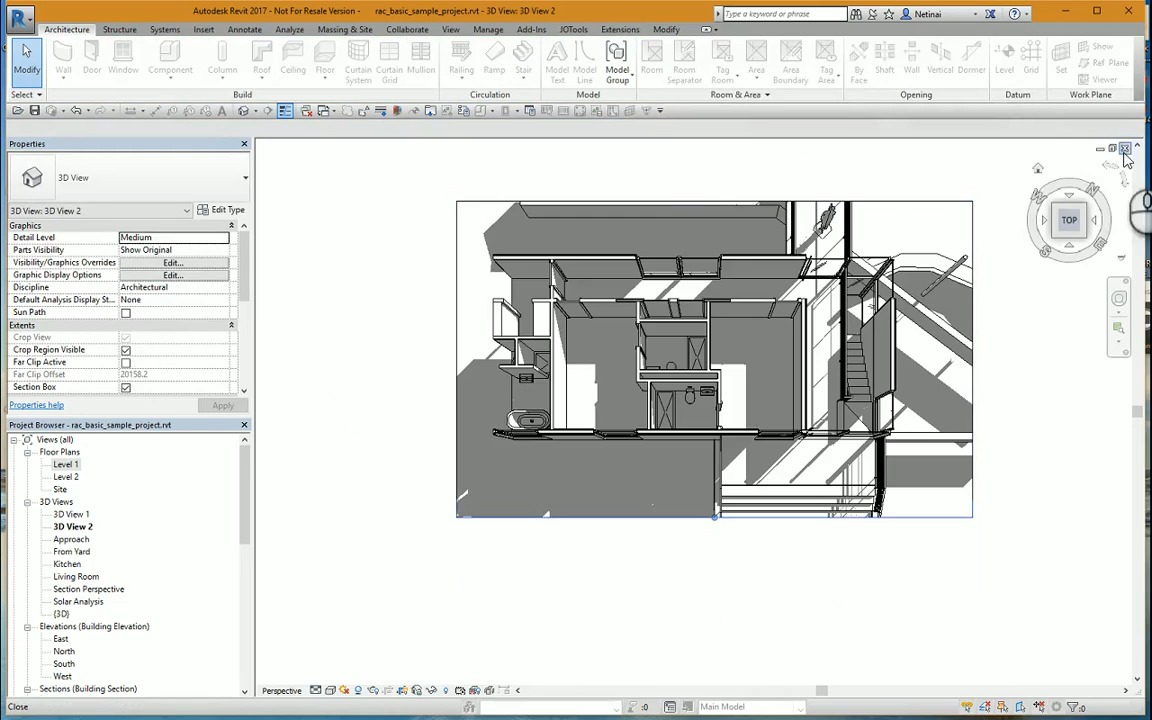 Autodesk Revit 2017 - Not For Resale Version - rac_basic_sample_project.rvt - 3D View: 3D View 2
Type a keyword or phrase
Netinai
Architecture Structure Systems Insert Annotate Analyze Massing & Site Collaborate View Manage Add-Ins JOTools Extensions Modify
Modify Wall Door Window Component Column Roof Ceiling Floor Curtain System Curtain Grid Mullion Railing Ramp Stair Model Text Model Line Model Group Room Room Separator Tag Room Area Area Boundary Tag Area By Face Shaft Wall Vertical Dormer Level Grid Set Show Ref Plane Viewer
Select Build Circulation Model Room & Area Opening Datum Work Plane
Properties
3D View
3D View: 3D View 2 Edit Type
Graphics
Detail Level Medium
Parts Visibility Show Original
Visibility/Graphics Overrides Edit...
Graphic Display Options Edit...
Discipline Architectural
Default Analysis Display St... None
Sun Path
Extents
Crop View
Crop Region Visible
Far Clip Active
Far Clip Offset 20158.2
Section Box
Properties help Apply
Project Browser - rac_basic_sample_project.rvt
Views (all)
Floor Plans
Level 1
Level 2
Site
3D Views
3D View 1
3D View 2
Approach
From Yard
Kitchen
Living Room
Section Perspective
Solar Analysis
{3D}
Elevations (Building Elevation)
East
North
South
West
Sections (Building Section)
W N
TOP
S E
Perspective
Close :0 Main Model :0